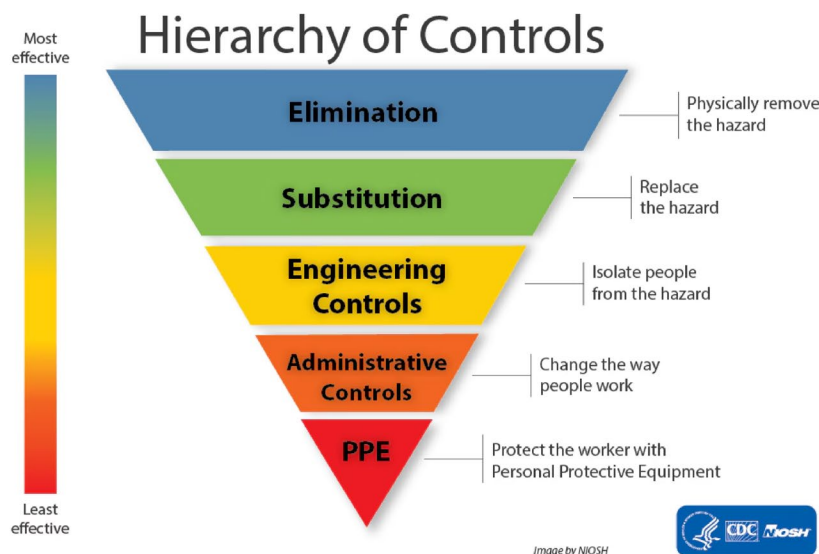 Hierarchy of Controls
Most
effective
Elimination
Physically remove
the hazard
Substitution
Replace
the hazard
Engineering
Controls
Isolate people
from the hazard
Administrative
Controls
Change the way
people work
PPE
Protect the worker with
Personal Protective Equipment
Least
effective
CDC NIOSH
Image by NIOSH